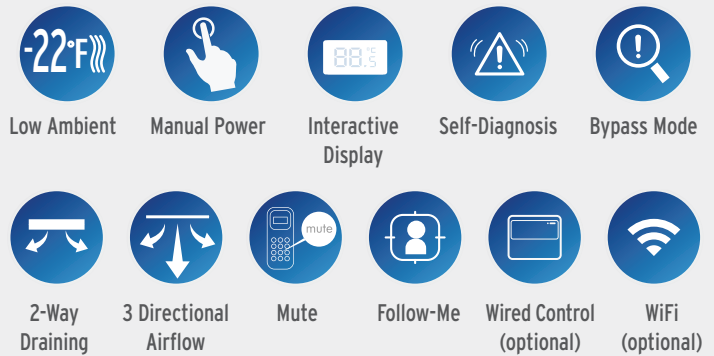 -22°F
88.5 °C
Low Ambient
Manual Power
Interactive
Display
Self-Diagnosis
Bypass Mode
mute
2-Way
Draining
3 Directional
Airflow
Mute
Follow-Me
Wired Control
(optional)
WiFi
(optional)